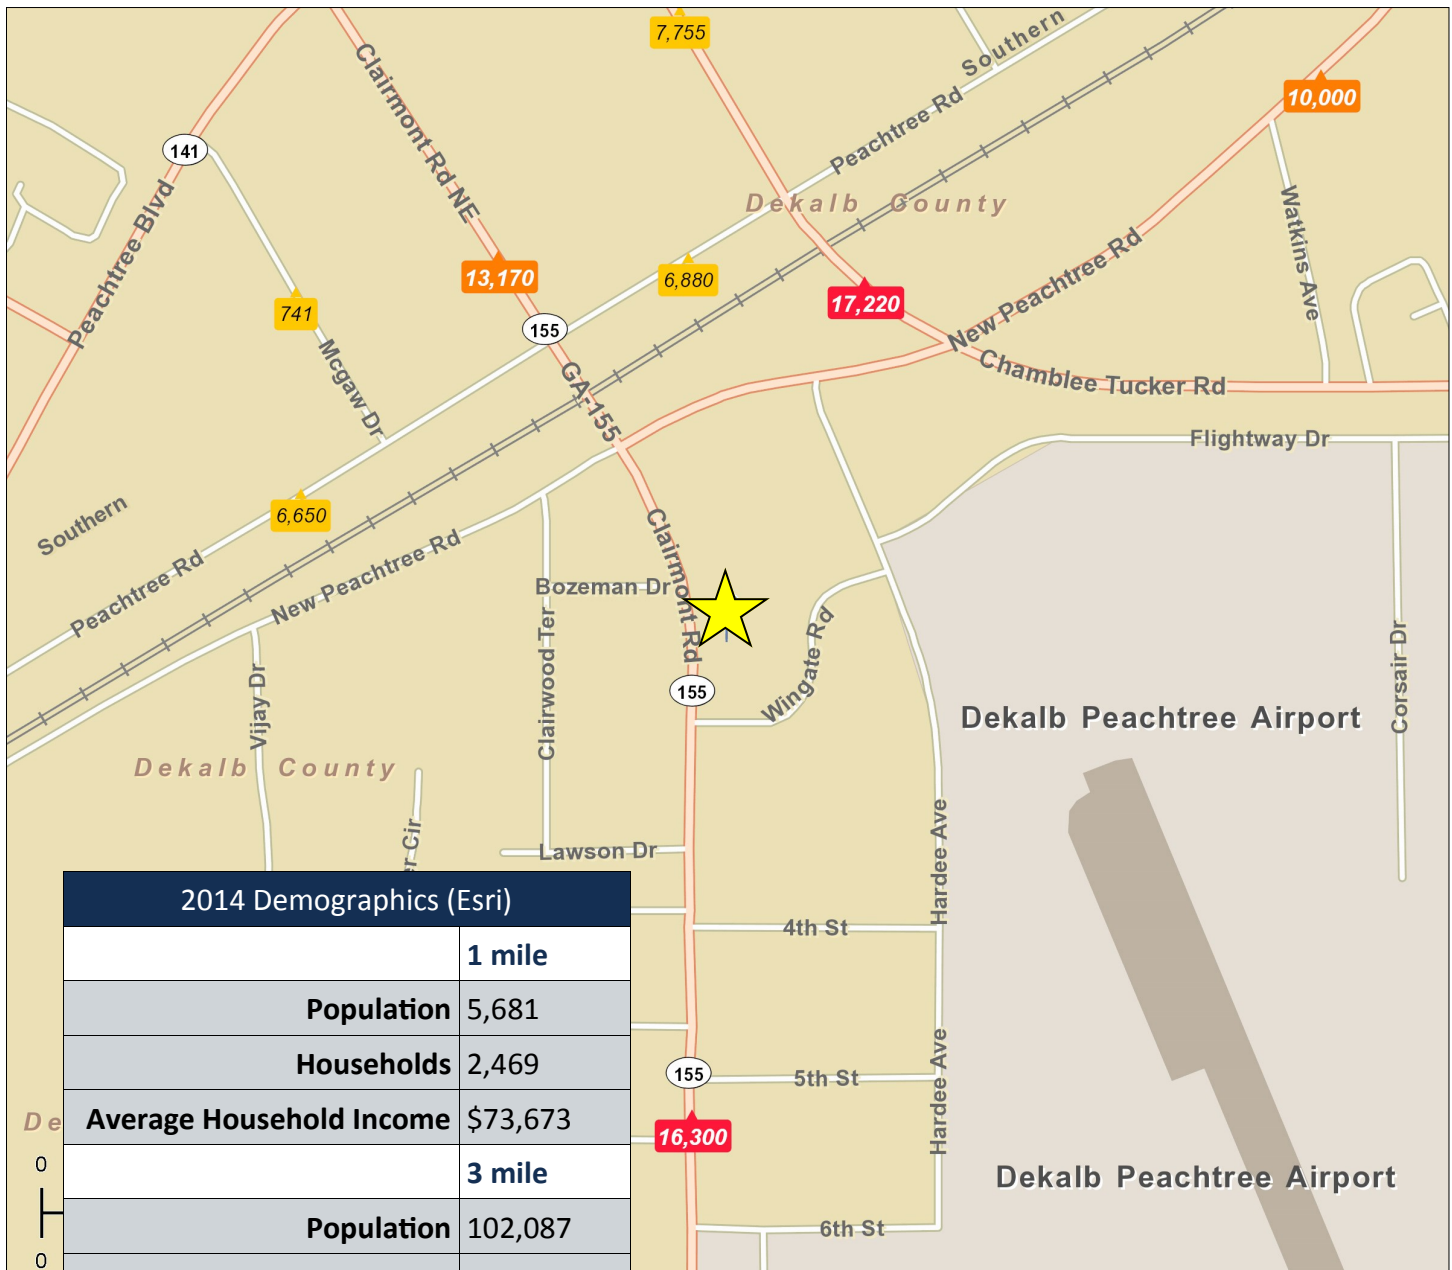 7,755
Southern
Clairmont Rd NE
10,000
Peachtree Rd
141
Dekalb County
Peachtree Blvd
Watkins Ave
New Peachtree Rd
13,170
6,880
17,220
741
155
Mcgaw Dr
GA-155
Chamblee Tucker Rd
Flightway Dr
6,650
Southern
Clairmont Rd
New Peachtree Rd
Peachtree Rd
Bozeman Dr
Clairwood Ter
Wingate Rd
Corsair Dr
Vijay Dr
155
Dekalb Peachtree Airport
Dekalb County
er Cir
Lawson Dr
Hardee Ave
4th St
2014 Demographics (Esri)
1 mile
Population 5,681
Households 2,469
Average Household Income $73,673
3 mile
Population 102,087
155
5th St
Hardee Ave
De
16,300
0
Dekalb Peachtree Airport
6th St
0